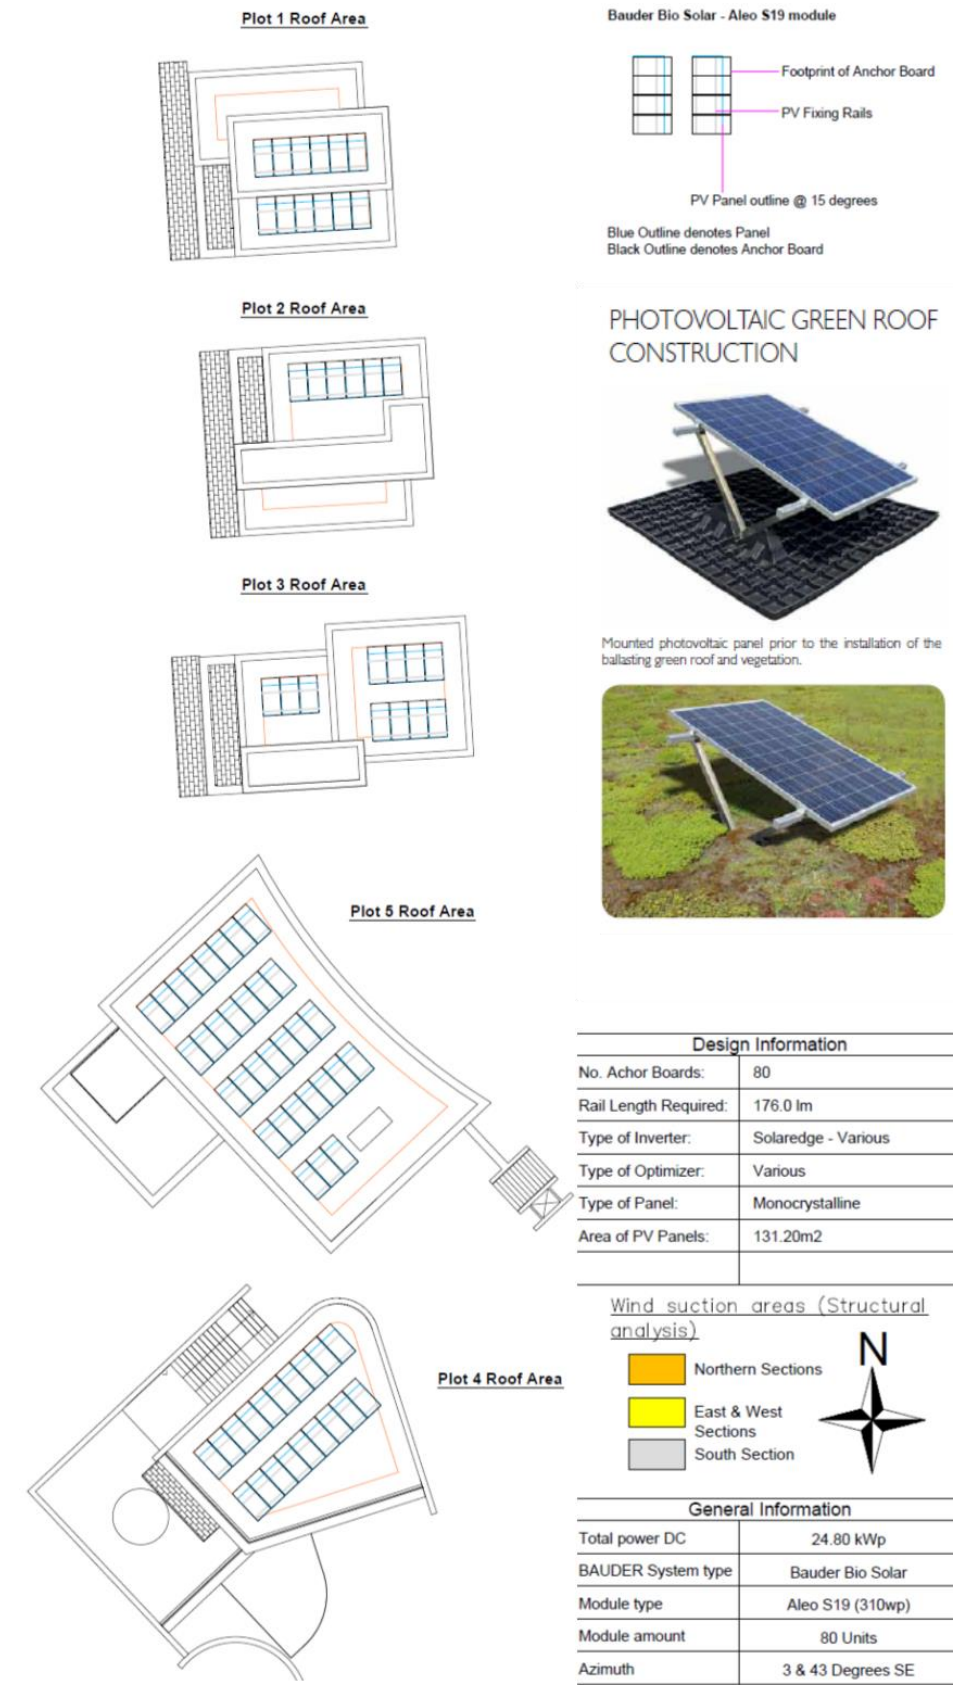 Plot 1 Roof Area
Bauder Bio Solar - Aleo S19 module
Footprint of Anchor Board
PV Fixing Rails
PV Panel outline @ 15 degrees
Blue Outline denotes Panel
Black Outline denotes Anchor Board
Plot 2 Roof Area
PHOTOVOLTAIC GREEN ROOF
CONSTRUCTION
Plot 3 Roof Area
Mounted photovoltaic panel prior to the installation of the
ballasting green roof and vegetation.
Plot 5 Roof Area
Design Information
No. Achor Boards: 80
Rail Length Required: 176.0 lm
Type of Inverter: Solaredge - Various
Type of Optimizer: Various
Type of Panel: Monocrystalline
Area of PV Panels: 131.20m2
Wind suction areas (Structural
analysis)
N
Northern Sections
East & West
Sections
South Section
Plot 4 Roof Area
General Information
Total power DC 24.80 kWp
BAUDER System type Bauder Bio Solar
Module type Aleo S19 (310wp)
Module amount 80 Units
Azimuth 3 & 43 Degrees SE